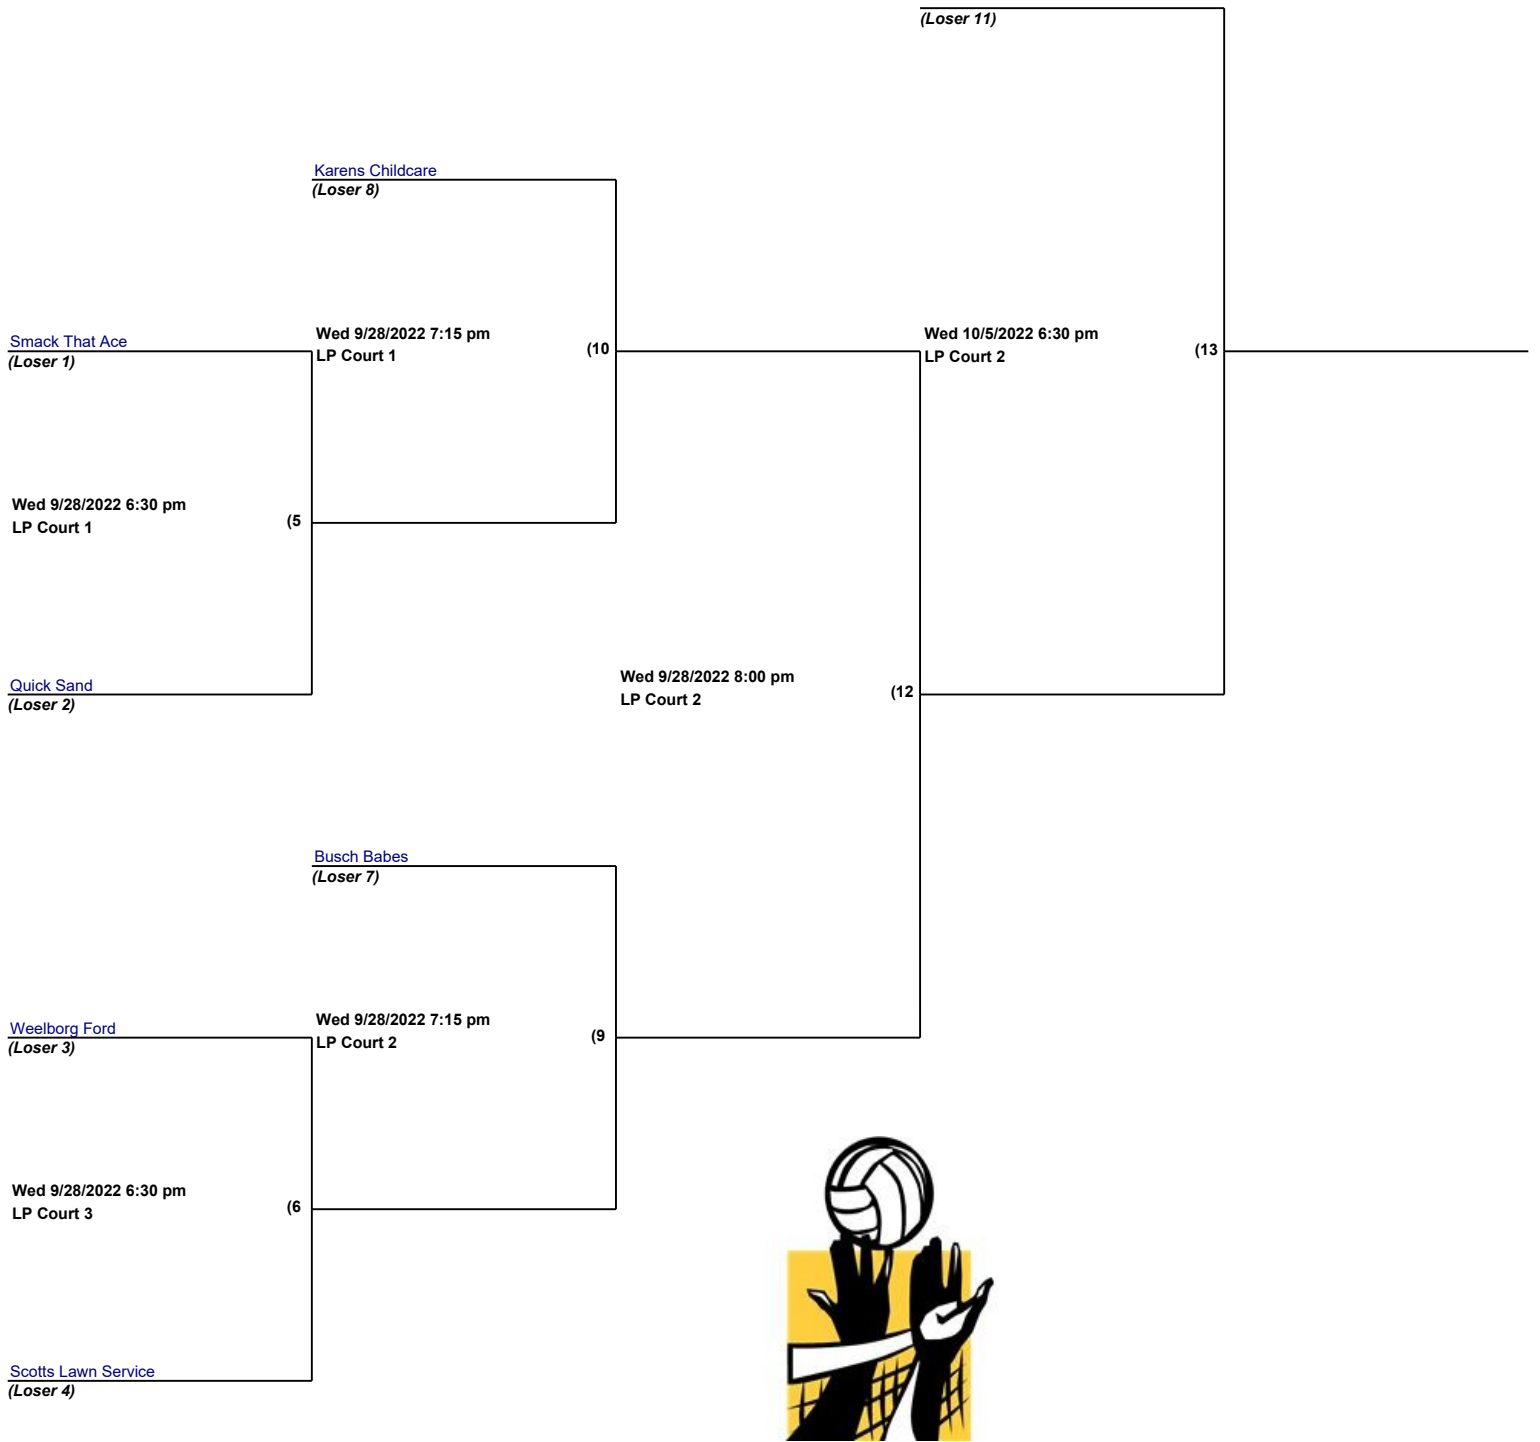 (Loser 11)
Karens Childcare
(Loser 8)
Smack That Ace
(Loser 1)
Wed 9/28/2022 7:15 pm
LP Court 1
(10
Wed 10/5/2022 6:30 pm
LP Court 2
(13
Wed 9/28/2022 6:30 pm
LP Court 1
(5
Quick Sand
(Loser 2)
Wed 9/28/2022 8:00 pm
LP Court 2
(12
Busch Babes
(Loser 7)
Weelborg Ford
(Loser 3)
Wed 9/28/2022 7:15 pm
LP Court 2
(9
Wed 9/28/2022 6:30 pm
LP Court 3
(6
Scotts Lawn Service
(Loser 4)